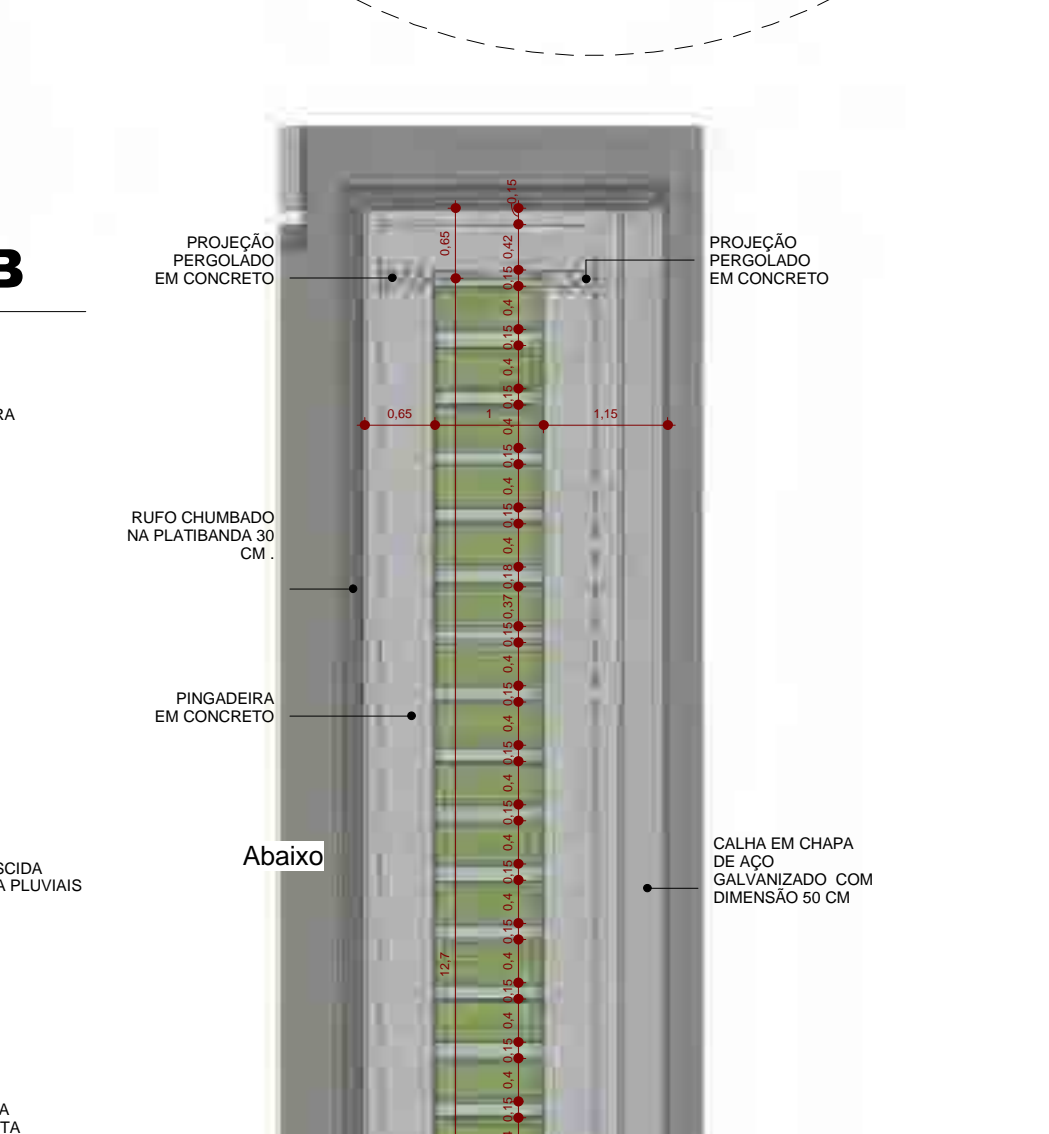 B
PROJEÇÃO
PERGOLADO
EM CONCRETO
PROJEÇÃO
PERGOLADO
EM CONCRETO
RA
RUFO CHUMBADO
NA PLATIBANDA 30
CM .
PINGADEIRA
EM CONCRETO
Abaixo
SCIDA
A PLUVIAIS
CALHA EM CHAPA
DE AÇO
GALVANIZADO  COM
DIMENSÃO 50 CM
A
TA
0,65
12,7
0,65
1
1,15
0,15
0,42
0,15
0,4
0,15
0,4
0,15
0,4
0,15
0,4
0,15
0,4
0,18
0,37
0,15
0,4
0,15
0,4
0,15
0,4
0,15
0,4
0,15
0,4
0,15
0,4
0,15
0,4
0,15
0,4
0,15